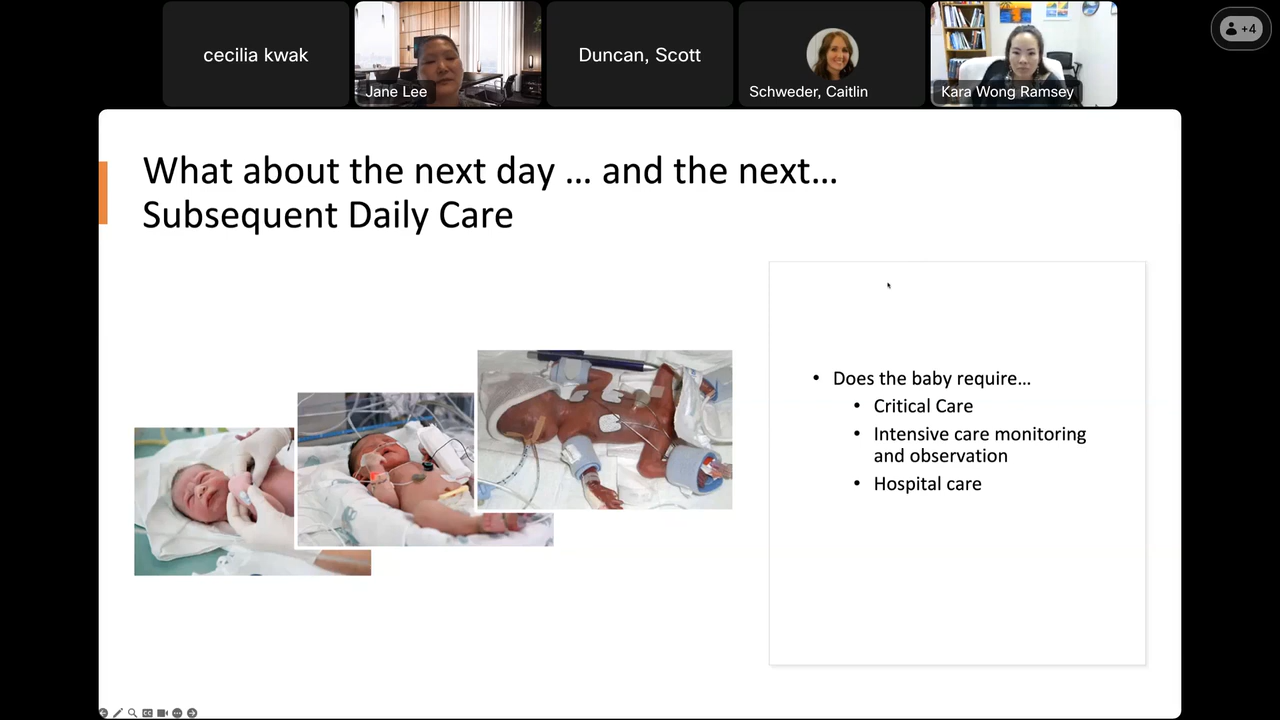 cecilia kwak
Jane Lee
Duncan, Scott
Schweder, Caitlin
Kara Wong Ramsey
+4
What about the next day … and the next…
Subsequent Daily Care
• Does the baby require…
• Critical Care
• Intensive care monitoring
and observation
• Hospital care